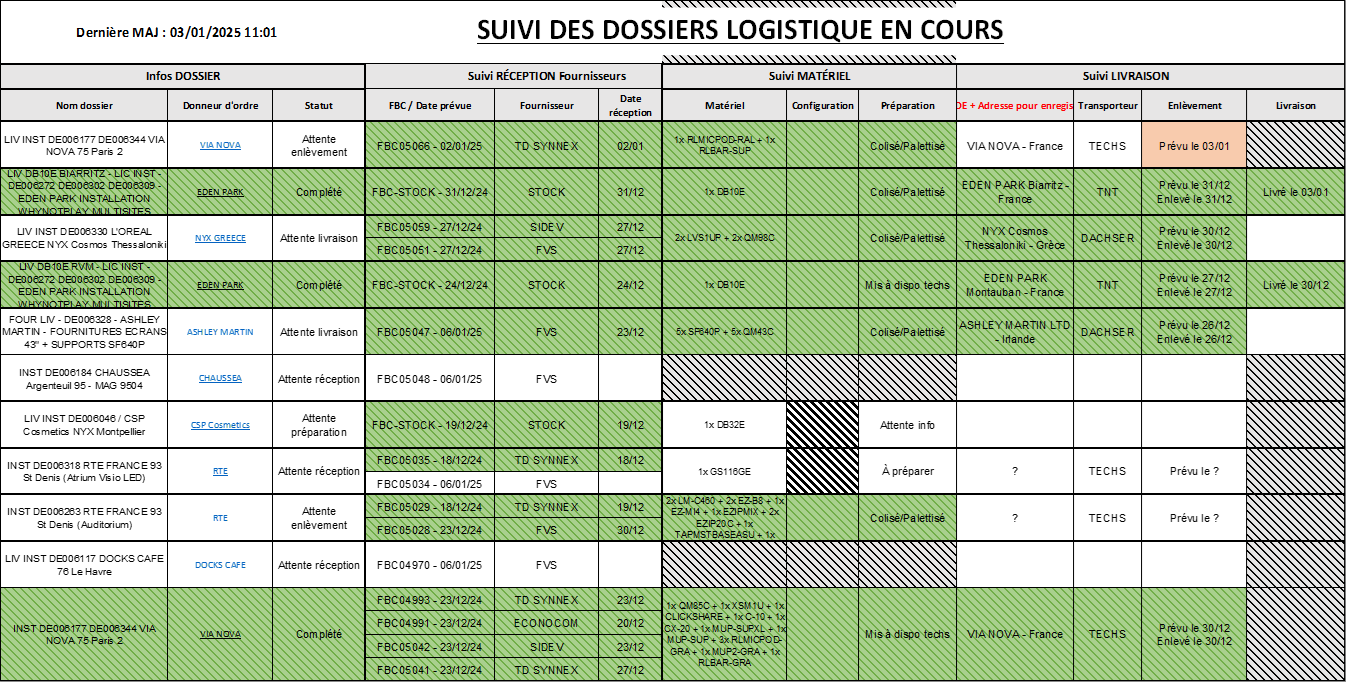 Dernière MAJ : 03/01/2025 11:01
SUIVI DES DOSSIERS LOGISTIQUE EN COURS
Infos DOSSIER
Suivi RÉCEPTION Fournisseurs
Suivi MATÉRIEL
Suivi LIVRAISON
Nom dossier
Donneur d'ordre
Statut
FBC / Date prévue
Fournisseur
Date
réception
Matériel
Configuration
Préparation
DE + Adresse pour enregis
Transporteur
Enlèvement
Livraison
LIV INST DE006177 DE006344 VIA
NOVA 75 Paris 2
VIA NOVA
Attente
enlèvement
FBC05066 - 02/01/25
TD SYNNEX
02/01
1x RLMICPOD-RAL + 1x
RLBAR-SUP
Colisé/Palettisé
VIA NOVA - France
TECHS
Prévu le 03/01
LIV DB10E BIARRITZ - LIC INST -
DE006272 DE006302 DE006309 -
EDEN PARK INSTALLATION
WHYNOTPLAY MULTISITES
EDEN PARK
Complété
FBC-STOCK - 31/12/24
STOCK
31/12
1x DB10E
Colisé/Palettisé
EDEN PARK Biarritz -
France
TNT
Prévu le 31/12
Enlevé le 31/12
Livré le 03/01
LIV INST DE006330 L'OREAL
GREECE NYX Cosmos Thessaloniki
NYX GREECE
Attente livraison
FBC05059 - 27/12/24
SIDEV
27/12
FBC05051 - 27/12/24
FVS
27/12
2x LVS1UP + 2x QM98C
Colisé/Palettisé
NYX Cosmos
Thessaloniki - Grèce
DACHSER
Prévu le 30/12
Enlevé le 30/12
LIV DB10E RVM - LIC INST -
DE006272 DE006302 DE006309 -
EDEN PARK INSTALLATION
WHYNOTPLAY MULTISITES
EDEN PARK
Complété
FBC-STOCK - 24/12/24
STOCK
24/12
1x DB10E
Mis à dispo techs
EDEN PARK
Montauban - France
TNT
Prévu le 27/12
Enlevé le 27/12
Livré le 30/12
FOUR LIV - DE006328 - ASHLEY
MARTIN - FOURNITURES ECRANS
43" + SUPPORTS SF640P
ASHLEY MARTIN
Attente livraison
FBC05047 - 06/01/25
FVS
23/12
5x SF640P + 5x QM43C
Colisé/Palettisé
ASHLEY MARTIN LTD
- Irlande
DACHSER
Prévu le 26/12
Enlevé le 26/12
INST DE006184 CHAUSSEA
Argenteuil 95 - MAG 9504
CHAUSSEA
Attente réception
FBC05048 - 06/01/25
FVS
LIV INST DE006046 / CSP
Cosmetics NYX Montpellier
CSP Cosmetics
Attente
préparation
FBC-STOCK - 19/12/24
STOCK
19/12
1x DB32E
Attente info
INST DE006318 RTE FRANCE 93
St Denis (Atrium Visio LED)
RTE
Attente réception
FBC05035 - 18/12/24
TD SYNNEX
18/12
FBC05034 - 06/01/25
FVS
1x GS116GE
À préparer
?
TECHS
Prévu le ?
INST DE006263 RTE FRANCE 93
St Denis (Auditorium)
RTE
Attente
enlèvement
FBC05029 - 18/12/24
TD SYNNEX
19/12
FBC05028 - 23/12/24
FVS
30/12
2x LM-C460 + 2x EZ-B8 + 1x
EZ-MI4 + 1x EZIPMIX + 2x
EZIP20C + 1x
TAPMSTBASEASU + 1x
Colisé/Palettisé
?
TECHS
Prévu le ?
LIV INST DE006117 DOCKS CAFE
76 Le Havre
DOCKS CAFE
Attente réception
FBC04970 - 06/01/25
FVS
INST DE006177 DE006344 VIA
NOVA 75 Paris 2
VIA NOVA
Complété
FBC04993 - 23/12/24
TD SYNNEX
23/12
FBC04991 - 23/12/24
ECONOCOM
20/12
FBC05042 - 23/12/24
SIDEV
23/12
FBC05041 - 23/12/24
TD SYNNEX
27/12
1x QM85C + 1x XSM1U + 1x
CLICKSHARE + 1x C-10 + 1x
CX-20 + 1x MUP-SUPXL + 1x
MUP-SUP + 3x RLMICPOD-
GRA + 1x MUP2-GRA + 1x
RLBAR-GRA
Mis à dispo techs
VIA NOVA - France
TECHS
Prévu le 30/12
Enlevé le 30/12